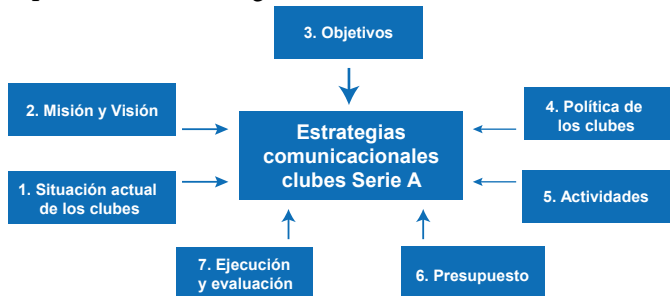 3. Objetivos
2. Misión y Visión
4. Política de
los clubes
Estrategias
comunicacionales
clubes Serie A
1. Situación actual
de los clubes
5. Actividades
7. Ejecución
y evaluación
6. Presupuesto